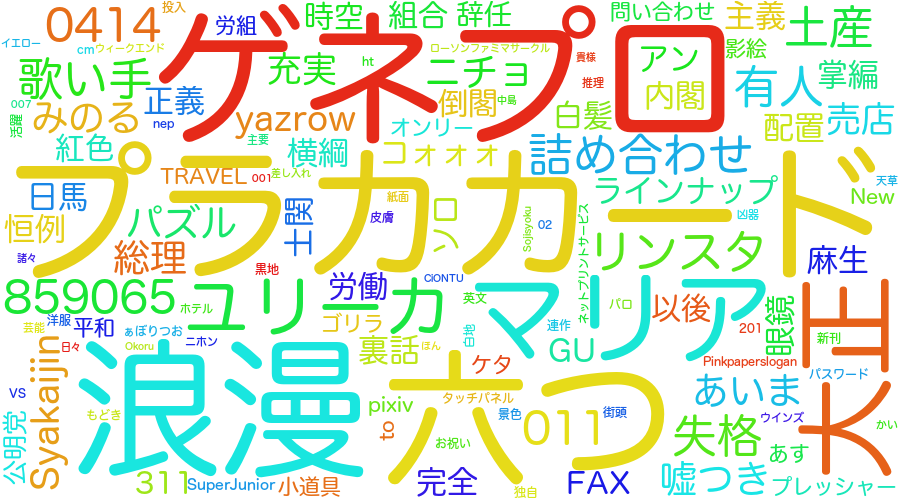 投入
問い合わせ
0414
労組
時空
組合
辞任
主義
土産
イエロー
cm
ウィークエンド
ゲネプロ
ローソンファミマサークル
アン
影絵
歌い手
充実
ht
ニチョ
貴様
推理
内閣
有人
掌編
007
活躍
みのる
正義
nep
yazrow
倒閣
中島
オンリー
白髪
配置
売店
紅色
主要
横綱
コォォォ
詰め合わせ
TRAVEL
001
差し入れ
紙面
ラインナップ
天草
New
日馬
プラカード
カ
皮膚
ソロ
Sojisyoku
02
凶器
恒例
パズル
士関
諸々
総理
黒地
CiONTU
ネットプリントサービス
リンスタ
麻生
859065
ホテル
ユリーカ
労働
英文
マリア
パロ
以後
眼鏡
大正
芸能
洋服
平和
あぽりつお
ゴリラ
白地
連作
201
新刊
日々
Okoru
ニホン
裏話
ほん
ケタ
GU
Pinkpaperslogan
パスワード
VS
Syakaijin
浪漫
六つ
タッチパネル
あいま
公明党
もどき
pixiv
to
景色
011
街頭
失格
ウインズ
かい
お祝い
あす
311
SuperJunior
小道具
完全
独自
FAX
嘘つき
プレッシャー